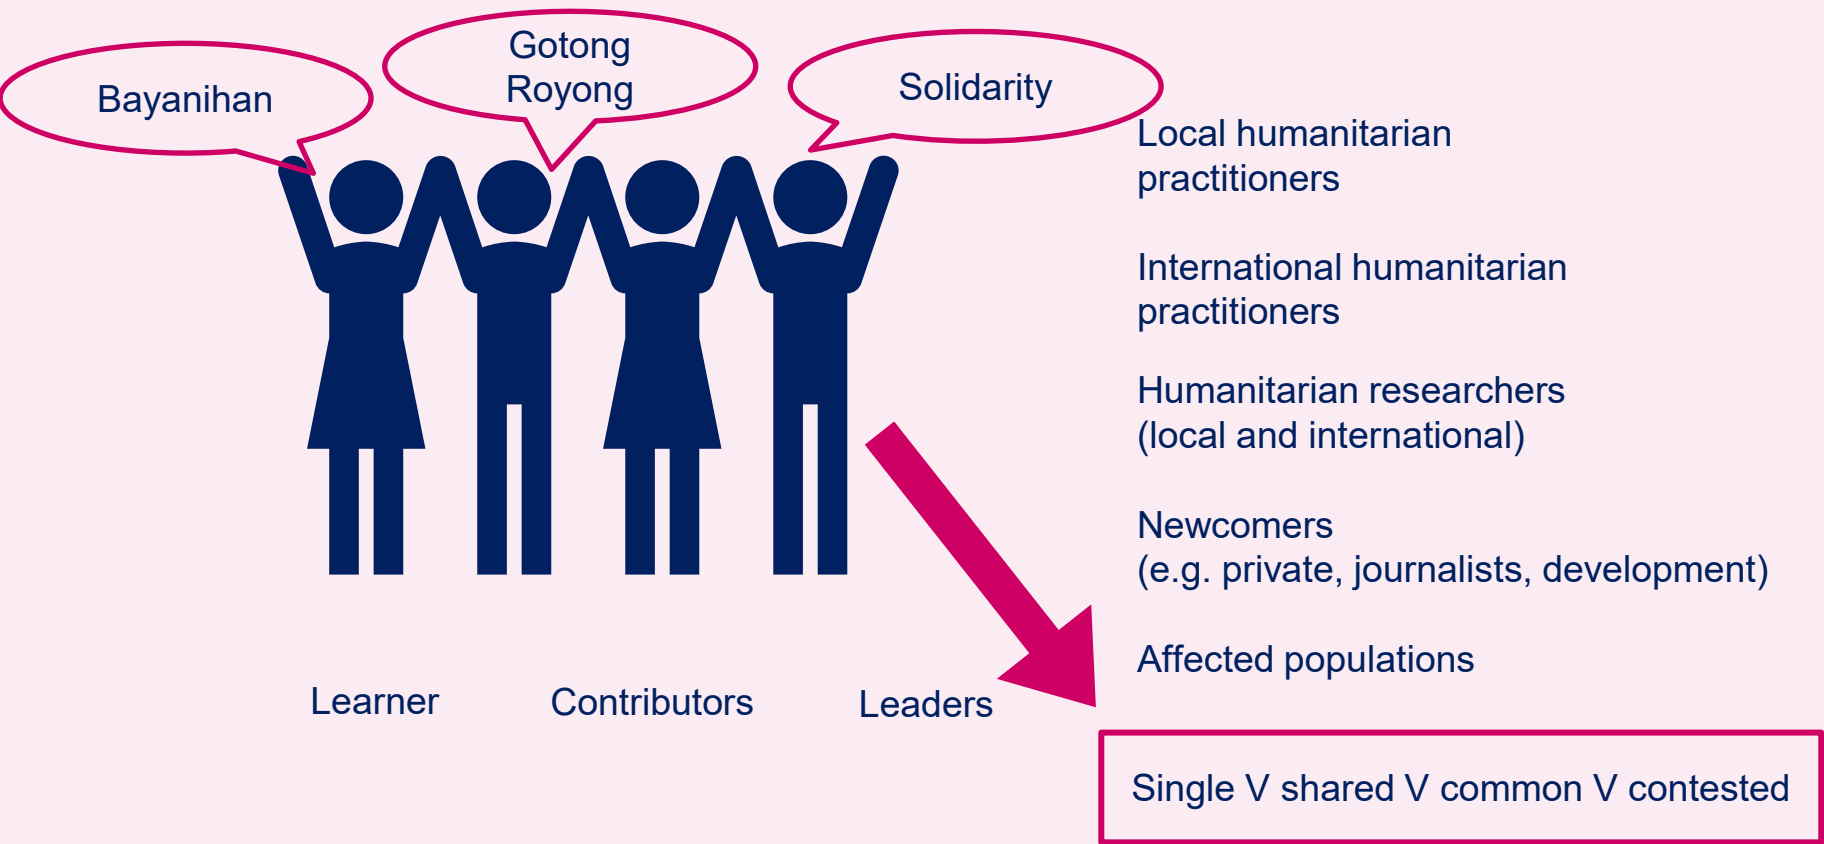 Bayanihan
Gotong
Royong
Solidarity
Local humanitarian
practitioners
International humanitarian
practitioners
Humanitarian researchers
(local and international)
Newcomers
(e.g. private, journalists, development)
Affected populations
Learner
Contributors
Leaders
Single V shared V common V contested